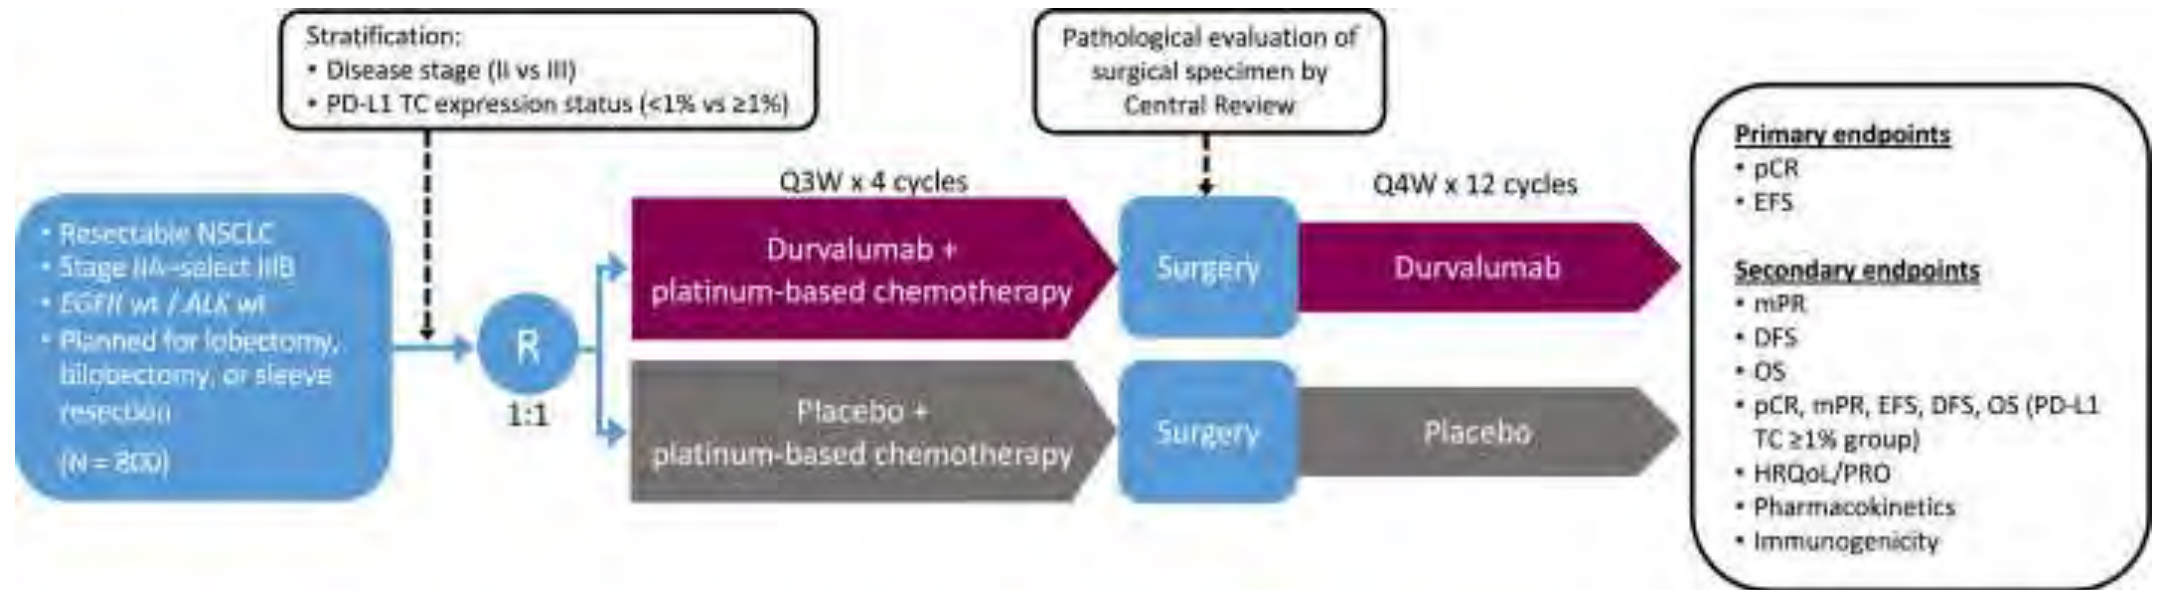 Stratification:
• Disease stage (II vs III)
• PD-L1 TC expression status (<1% vs ≥1%)
Pathological evaluation of
surgical specimen by
Central Review
• Resectable NSCLC
• Stage IIA–select IIIB
• EGFR wt / ALK wt
• Planned for lobectomy,
bilobectomy, or sleeve
resection
(N = 800)
R
1:1
Q3W x 4 cycles
Durvalumab +
platinum-based chemotherapy
Surgery
Q4W x 12 cycles
Durvalumab
Placebo +
platinum-based chemotherapy
Surgery
Placebo
Primary endpoints
• pCR
• EFS
Secondary endpoints
• mPR
• DFS
• OS
• pCR, mPR, EFS, DFS, OS (PD-L1
TC ≥1% group)
• HRQoL/PRO
• Pharmacokinetics
• Immunogenicity